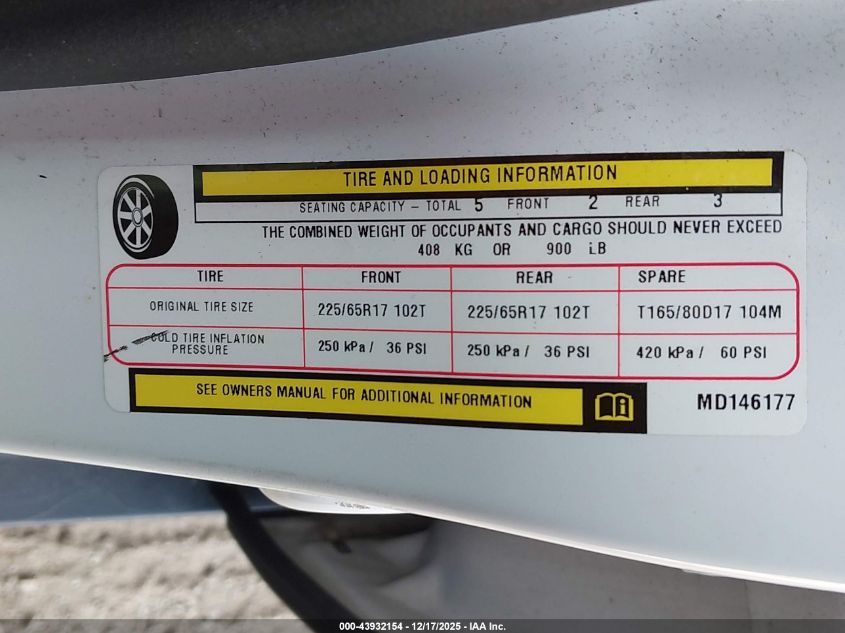 TIRE AND LOADING INFORMATION
SEATING CAPACITY – TOTAL 5 FRONT 2 REAR 3
THE COMBINED WEIGHT OF OCCUPANTS AND CARGO SHOULD NEVER EXCEED
408 KG OR 900 LB
TIRE FRONT REAR SPARE
ORIGINAL TIRE SIZE 225/65R17 102T 225/65R17 102T T165/80D17 104M
COLD TIRE INFLATION
PRESSURE 250 kPa / 36 PSI 250 kPa / 36 PSI 420 kPa / 60 PSI
SEE OWNERS MANUAL FOR ADDITIONAL INFORMATION
MD146177
000-43932154 - 12/17/2025 - IAA Inc.